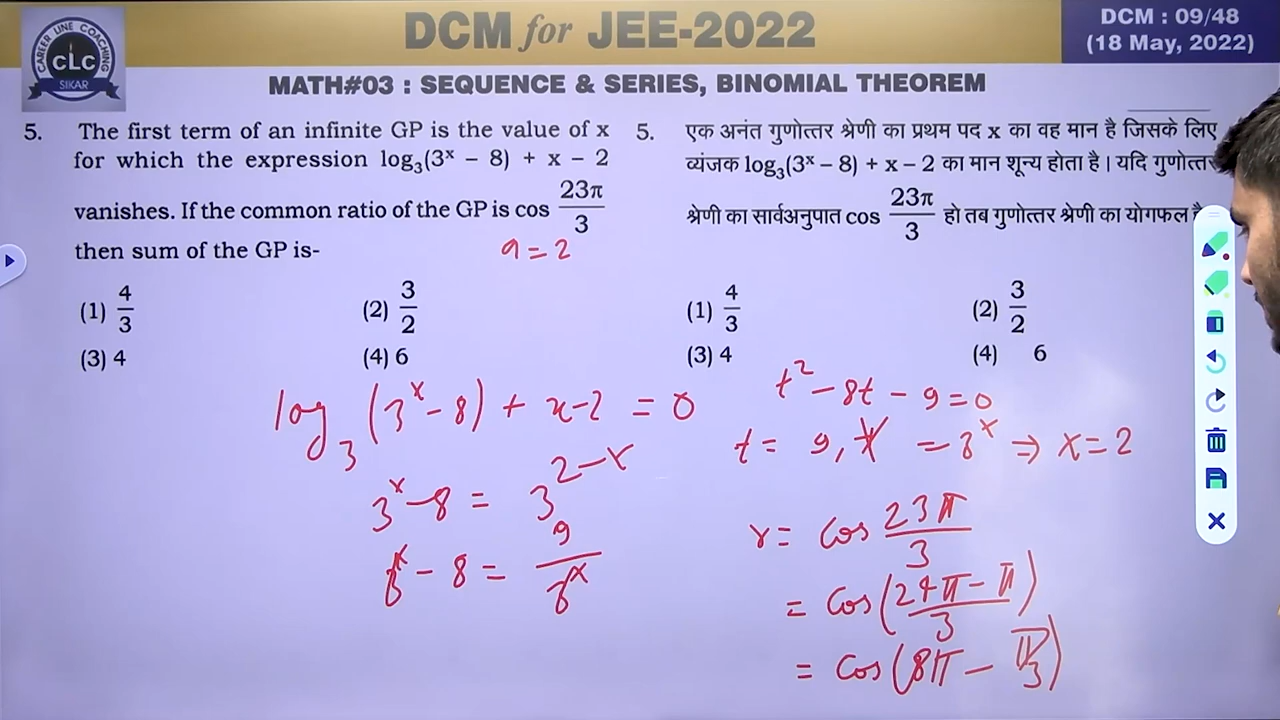 CAREER LINE COACHING
CLC
SIKAR
DCM for JEE-2022
DCM : 09/48
(18 May, 2022)
MATH#03 : SEQUENCE & SERIES, BINOMIAL THEOREM
5. The first term of an infinite GP is the value of x
for which the expression log₃(3ˣ – 8) + x – 2
vanishes. If the common ratio of the GP is cos 23π/3
then sum of the GP is-
a = 2
(1) 4/3 (2) 3/2
(3) 4 (4) 6
5. एक अनंत गुणोत्तर श्रेणी का प्रथम पद x का वह मान है जिसके लिए
व्यंजक log₃(3ˣ – 8) + x – 2 का मान शून्य होता है। यदि गुणोत्तर
श्रेणी का सार्वअनुपात cos 23π/3 हो तब गुणोत्तर श्रेणी का योगफल
(1) 4/3 (2) 3/2
(3) 4 (4) 6
log₃(3ˣ-8) + x-2 = 0
3ˣ-8 = 3²⁻ˣ
3ˣ - 8 = 9/3ˣ
t² - 8t - 9 = 0
t = 9, = 3ˣ ⇒ x = 2
r = cos 23π/3
= cos(24π-π/3)
= cos(8π - π/3)